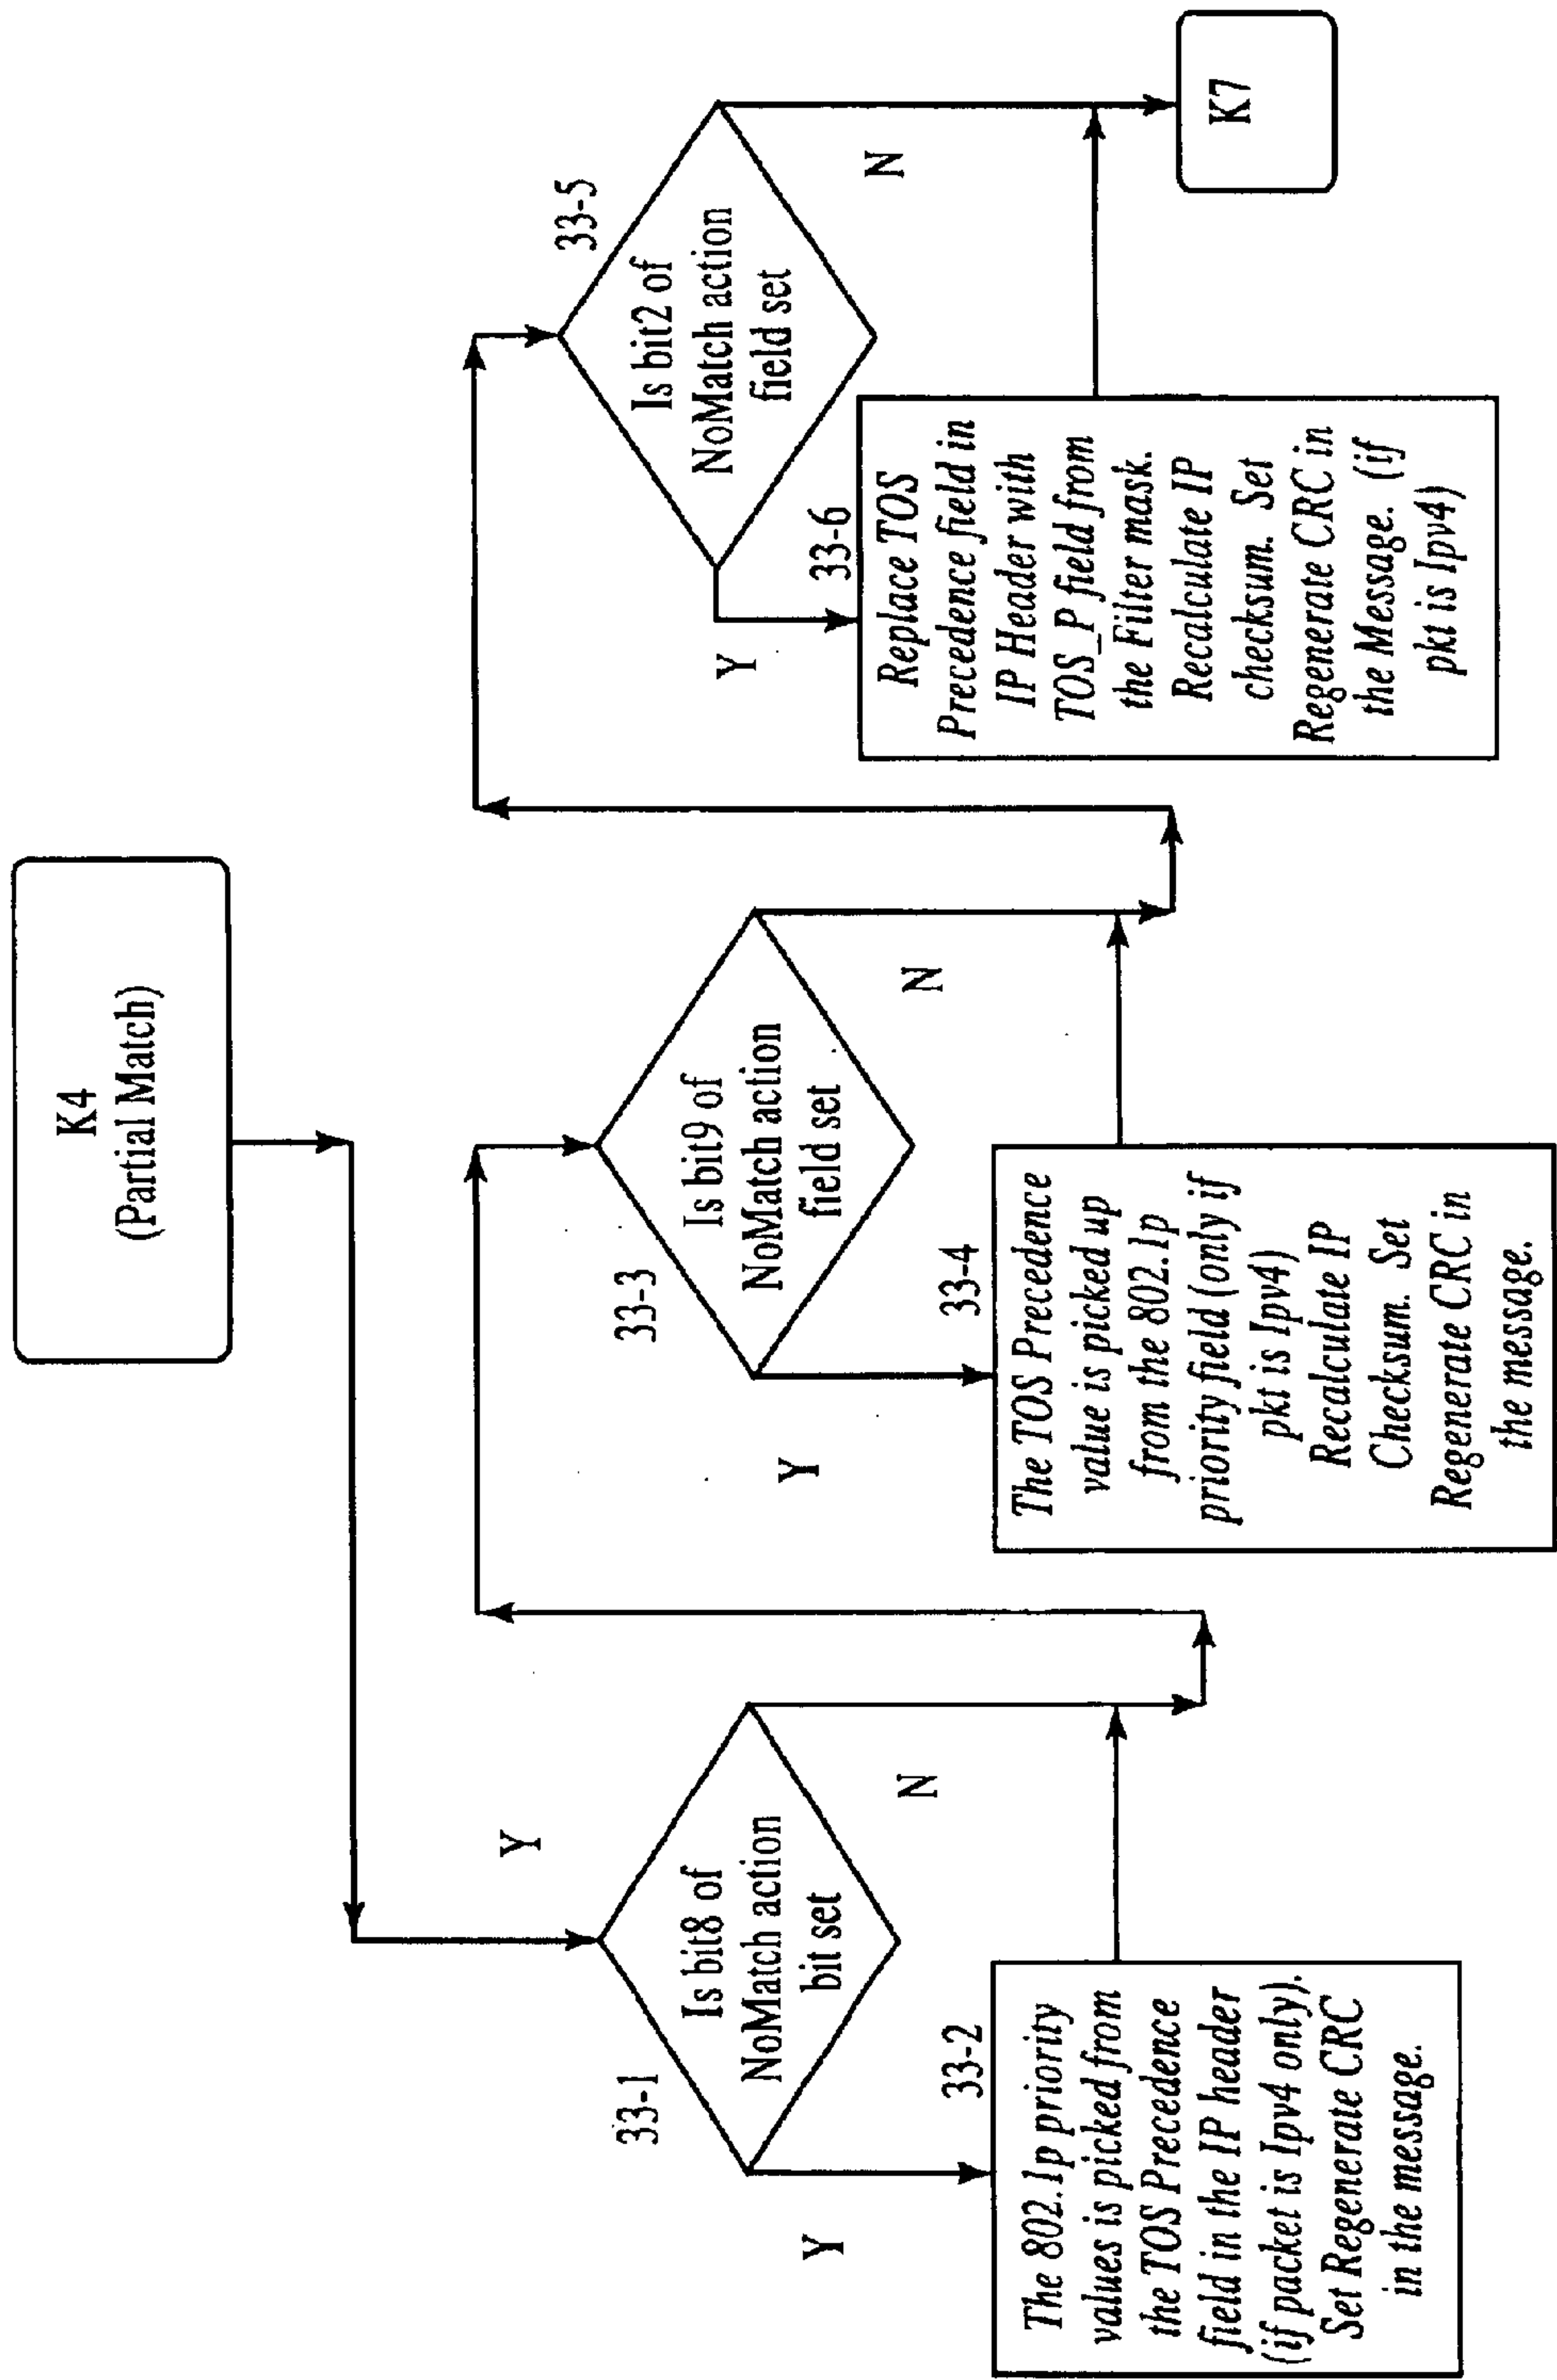 K4
(Partial Match)
Y
33-1
Is bit8 of
NoMatch action
bit set
Y
N
33-2
The 802.1p priority
values is picked from
the TOS Precedence
field in the IP header
(if packet is Ipv4 only).
Set Regenerate CRC
in the message.
33-3
Is bit9 of
NoMatch action
field set
Y
N
33-4
The TOS Precedence
value is picked up
from the 802.1p
priority field (only if
pkt is Ipv4)
Recalculate IP
Checksum. Set
Regenerate CRC in
the message.
33-5
Is bit2 of
NoMatch action
field set
Y
N
33-6
Replace TOS
Precedence field in
IP Header with
TOS_P field from
the Filter mask.
Recalculate IP
checksum. Set
Regenerate CRC in
the Message. (if
pkt is Ipv4)
K7